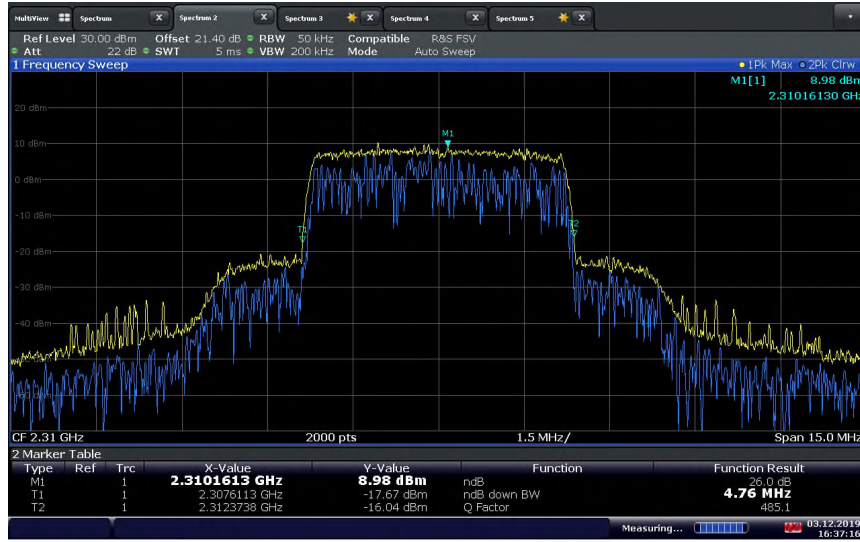 MultiView Spectrum X Spectrum 2 X Spectrum 3 X Spectrum 4 X Spectrum 5 X
Ref Level 30.00 dBm Offset 21.40 dB RBW 50 kHz Compatible R&S FSV
Att 22 dB SWT 5 ms VBW 200 kHz Mode Auto Sweep
1 Frequency Sweep 1Pk Max 2Pk Clrw
M1[1] 8.98 dBm
2.31016130 GHz
20 dBm
M1
10 dBm
0 dBm
-10 dBm
T1 T2
-20 dBm
-30 dBm
-40 dBm
CF 2.31 GHz 2000 pts 1.5 MHz/ Span 15.0 MHz
2 Marker Table
Type Ref Trc X-Value Y-Value Function Function Result
M1 1 2.3101613 GHz 8.98 dBm ndB 26.0 dB
T1 1 2.3076113 GHz -17.67 dBm ndB down BW 4.76 MHz
T2 1 2.3123738 GHz -16.04 dBm Q Factor 485.1
Measuring... 03.12.2019
16:37:16